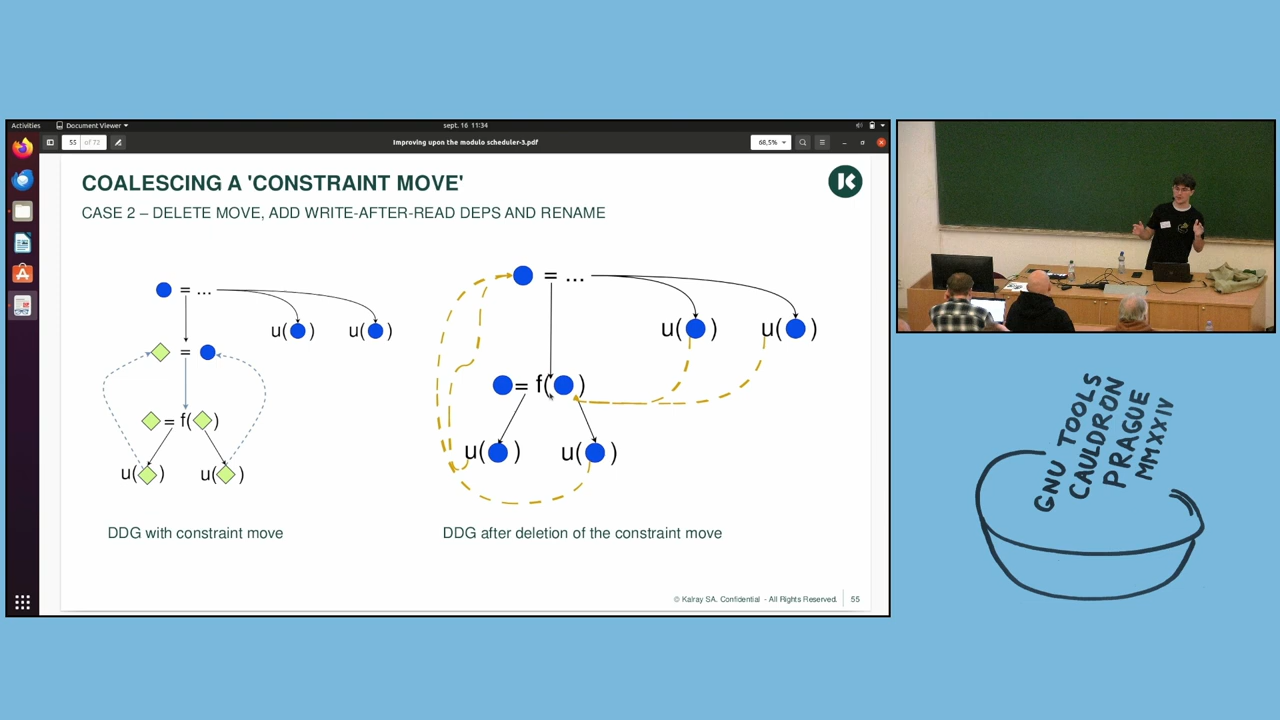 Activities
Document Viewer
sept. 16 11:34
55 of 72
Improving upon the modulo scheduler-3.pdf
68,5%
COALESCING A 'CONSTRAINT MOVE'
CASE 2 – DELETE MOVE, ADD WRITE-AFTER-READ DEPS AND RENAME
= ...
u( )
u( )
=
= f( )
u( )
u( )
DDG with constraint move
= ...
u( )
u( )
= f( )
u( )
u( )
DDG after deletion of the constraint move
© Kalray SA. Confidential - All Rights Reserved.
55
GNU TOOLS
CAULDRON
PRAGUE
MMXXIV